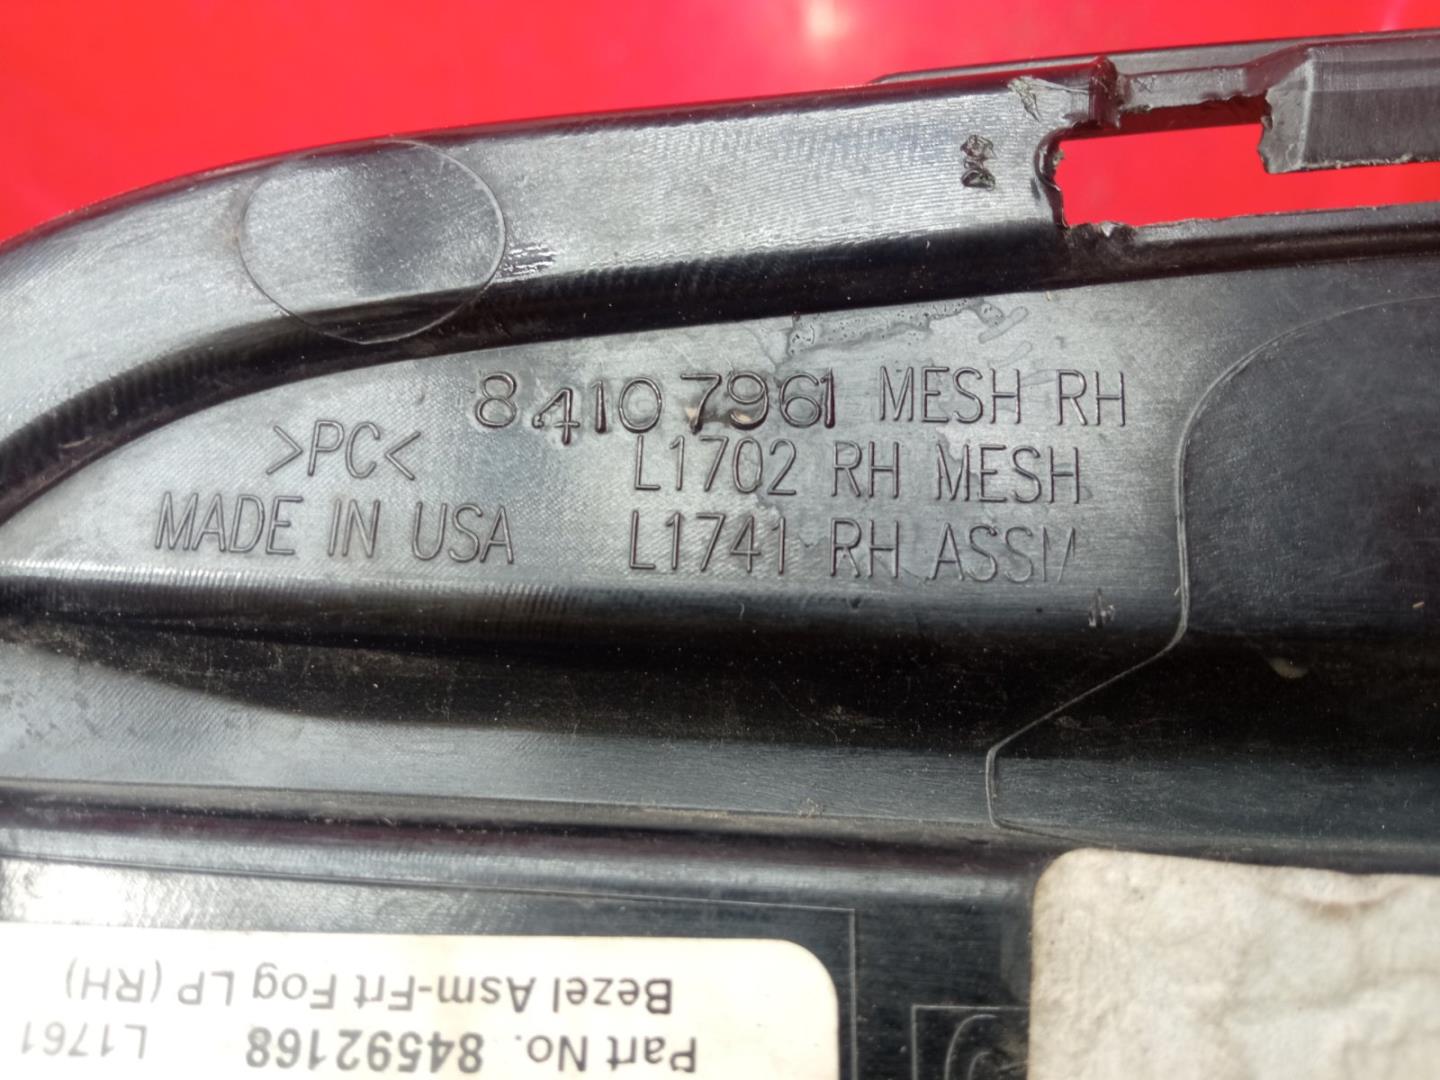 84107961 MESH RH
>PC<
L1702 RH MESH
MADE IN USA
L1741 RH ASSM
Part No. 84592168 L1761
Bezel Asm-Frt Fog LP (RH)